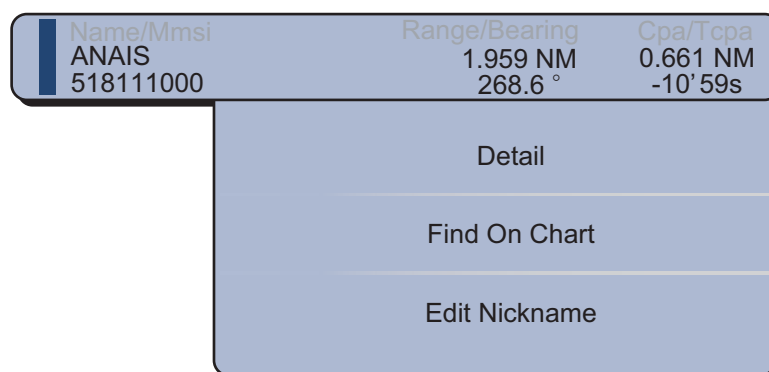 Name/Mmsi Range/Bearing Cpa/Tcpa
ANAIS 1.959 NM 0.661 NM
518111000 268.6 ° -10’59s
Detail
Find On Chart
Edit Nickname